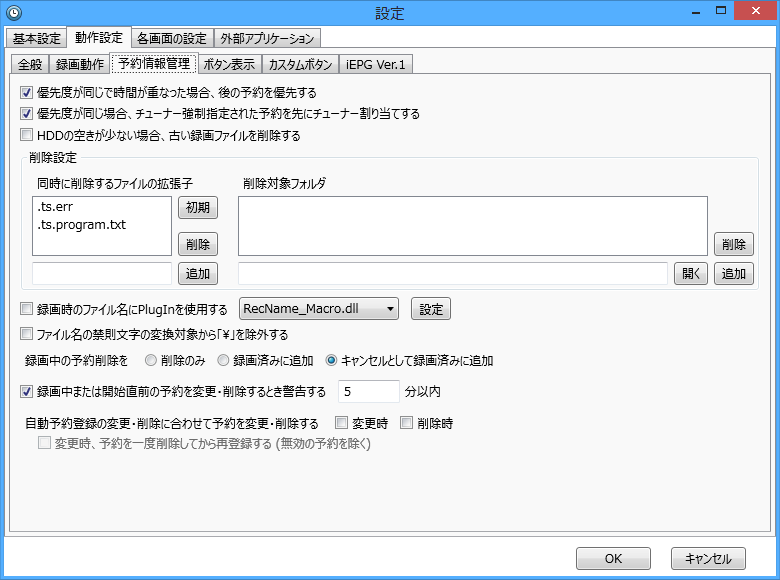 設定
基本設定 動作設定 各画面の設定 外部アプリケーション
全般 録画動作 予約情報管理 ボタン表示 カスタムボタン iEPG Ver.1
優先度が同じで時間が重なった場合、後の予約を優先する
優先度が同じ場合、チューナー強制指定された予約を先にチューナー割り当てする
HDDの空きが少ない場合、古い録画ファイルを削除する
削除設定
同時に削除するファイルの拡張子 削除対象フォルダ
.ts.err 初期
.ts.program.txt
削除 削除
追加 開く 追加
録画時のファイル名にPlugInを使用する RecName_Macro.dll 設定
ファイル名の禁則文字の変換対象から「¥」を除外する
録画中の予約削除を 削除のみ 録画済みに追加 キャンセルとして録画済みに追加
録画中または開始直前の予約を変更・削除するとき警告する 5 分以内
自動予約登録の変更・削除に合わせて予約を変更・削除する 変更時 削除時
変更時、予約を一度削除してから再登録する (無効の予約を除く)
OK キャンセル